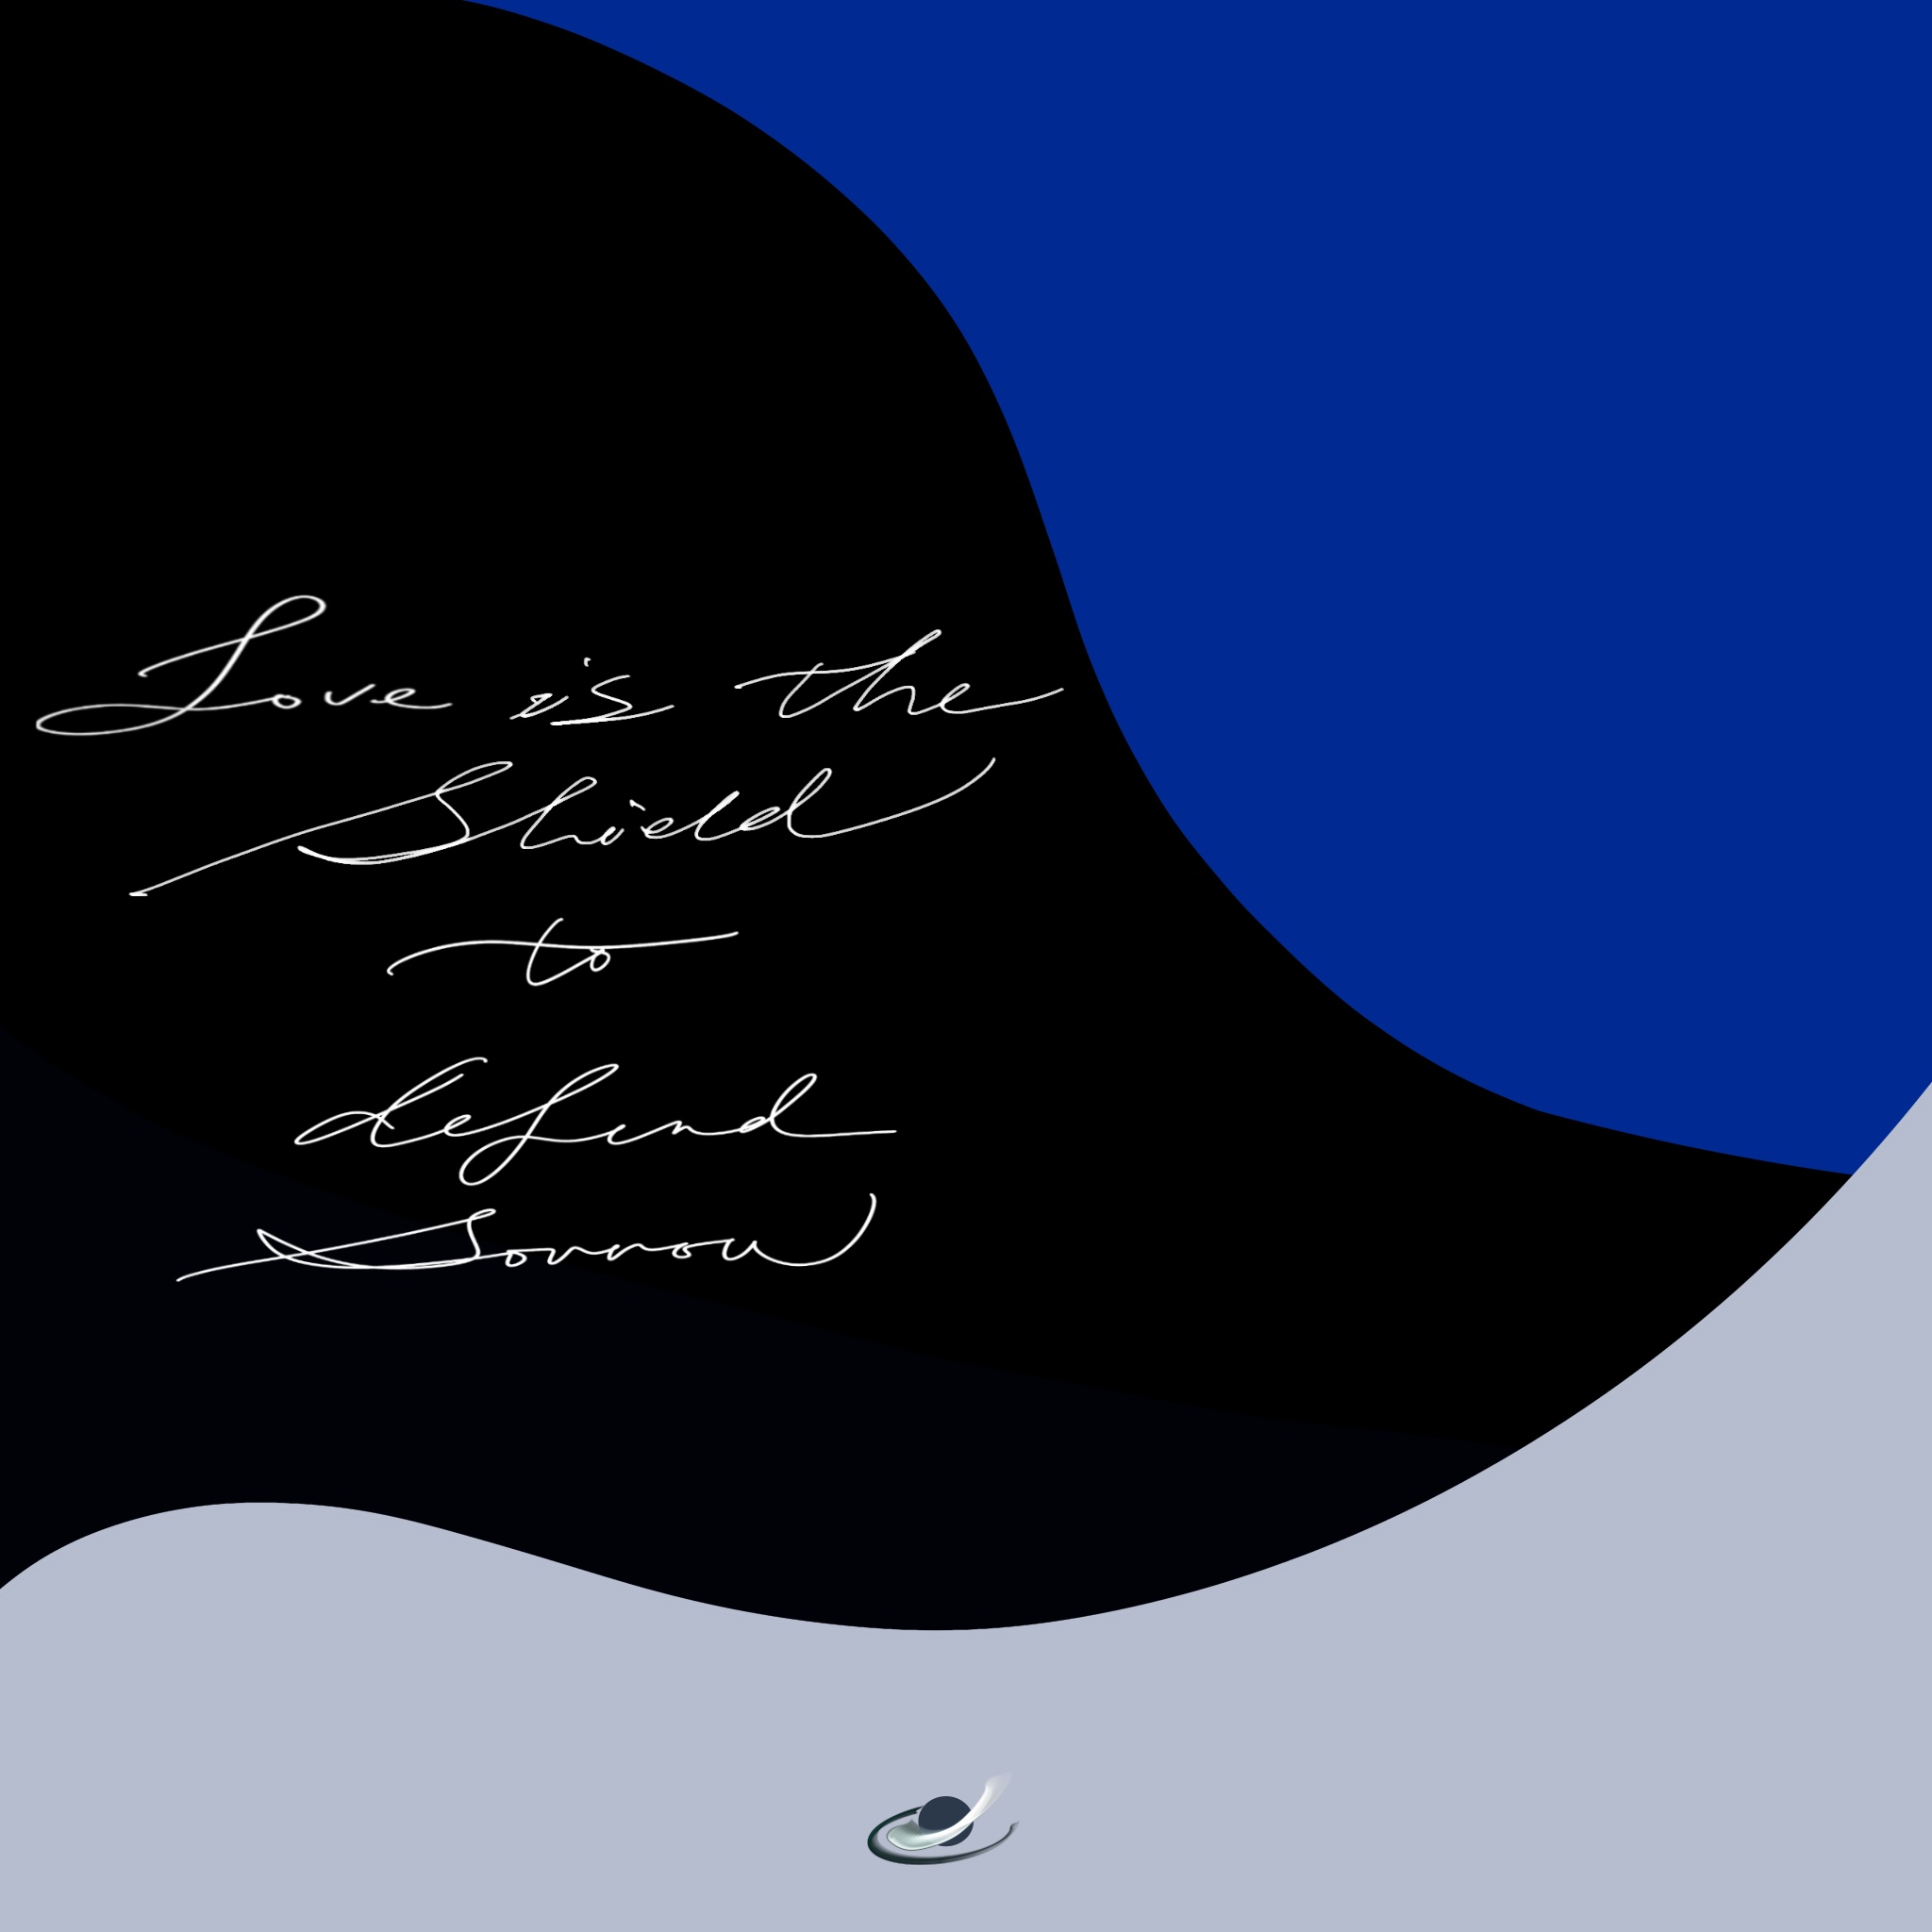 Love is the
Shield
to
defend
Sorrow